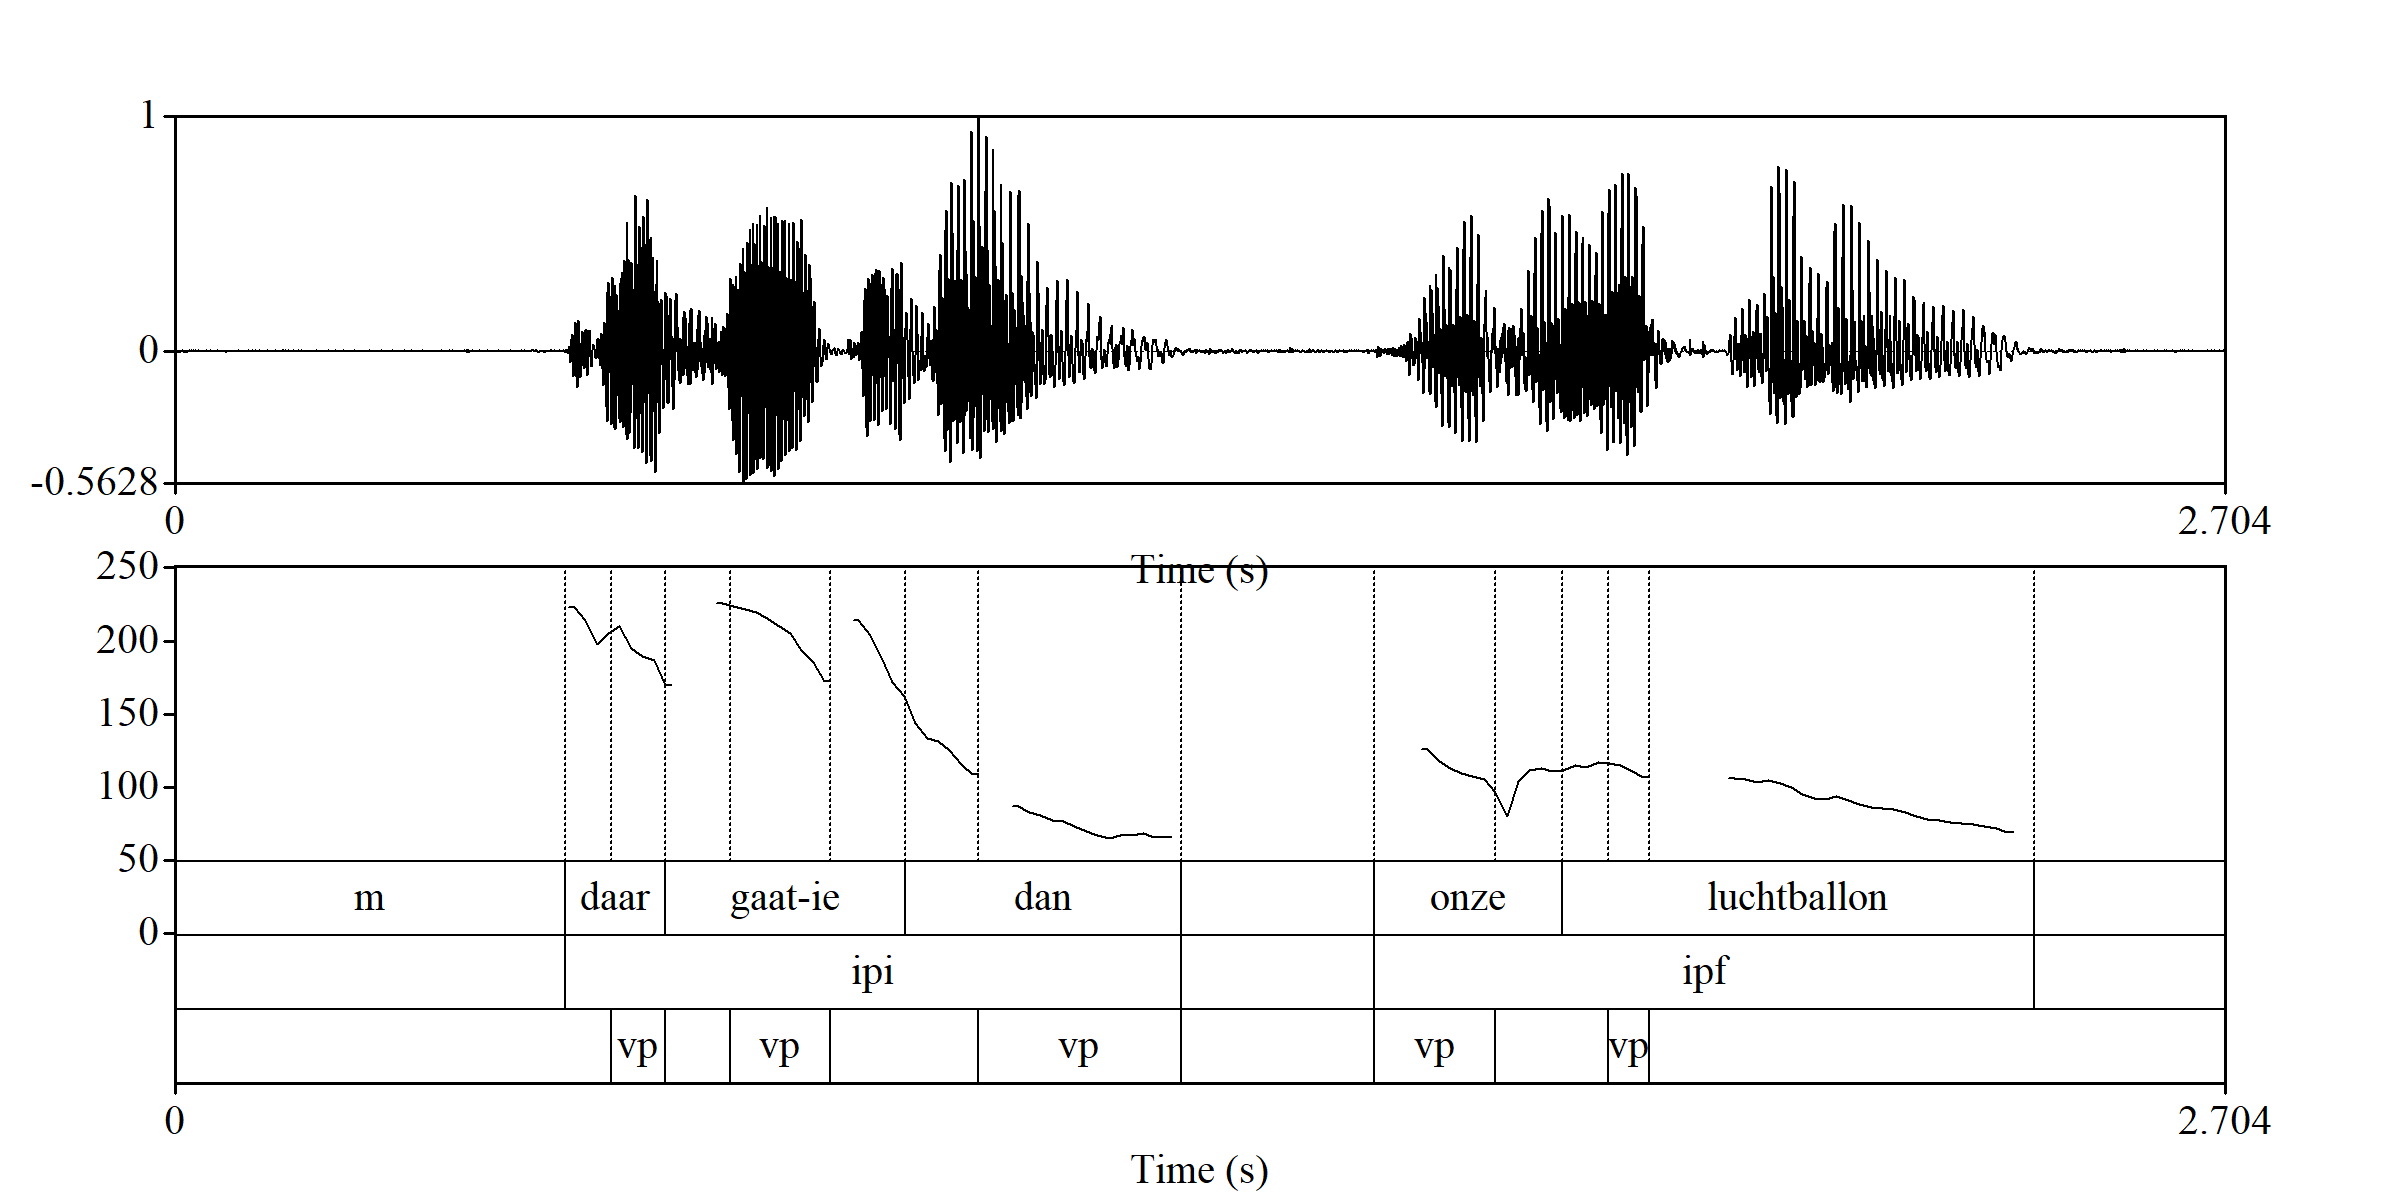 1
0
-0.5628
0 2.704
Time (s)
250
200
150
100
50
0
m daar gaat-ie dan onze luchtballon
ipi ipf
vp vp vp vp vp
0 2.704
Time (s)